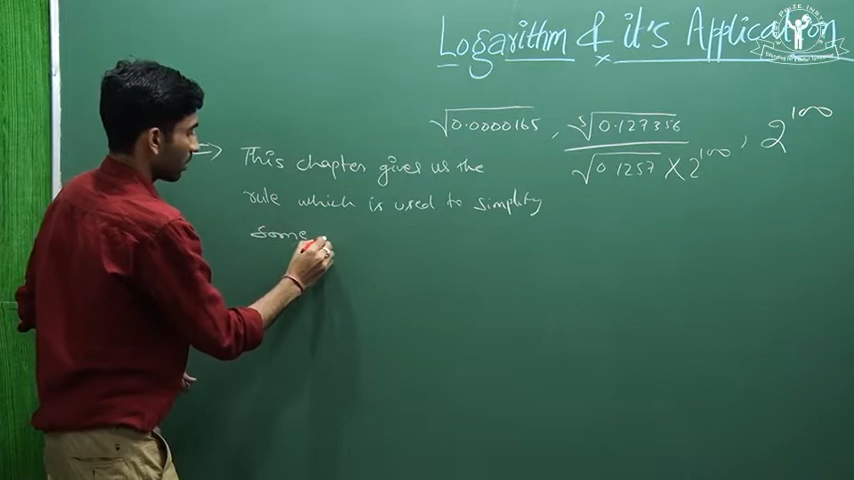 Logarithm & it's Application
√0.0000165 , ⁵√0.127356 / √0.1257 × 2¹⁰⁰ , 2¹⁰⁰
⇒ This chapter gives us the
rule which is used to simplify
Some